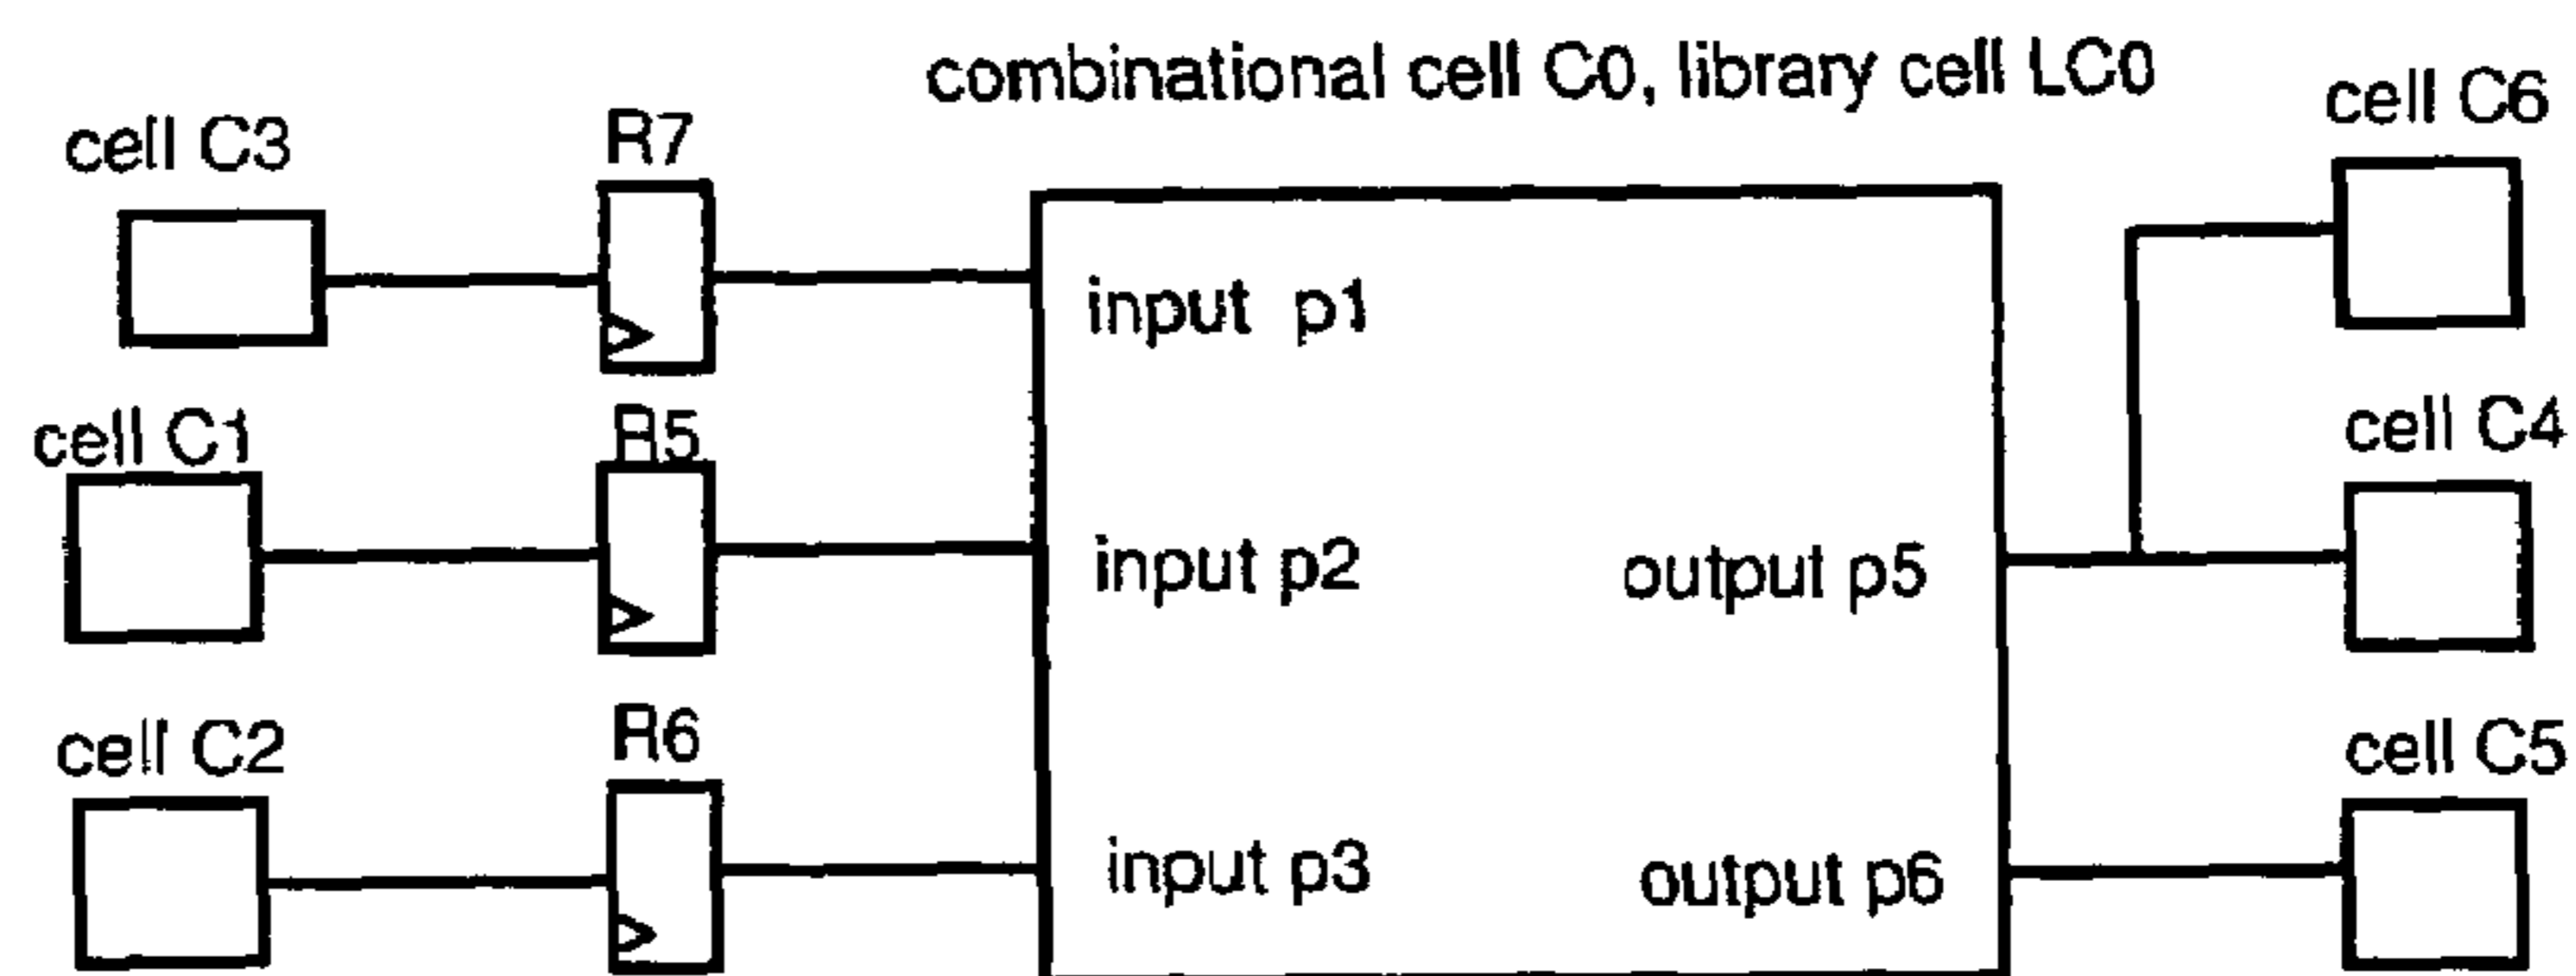 combinational cell C0, library cell LC0
cell C3
R7
cell C6
input p1
cell C1
R5
cell C4
input p2
output p5
cell C2
R6
cell C5
input p3
output p6